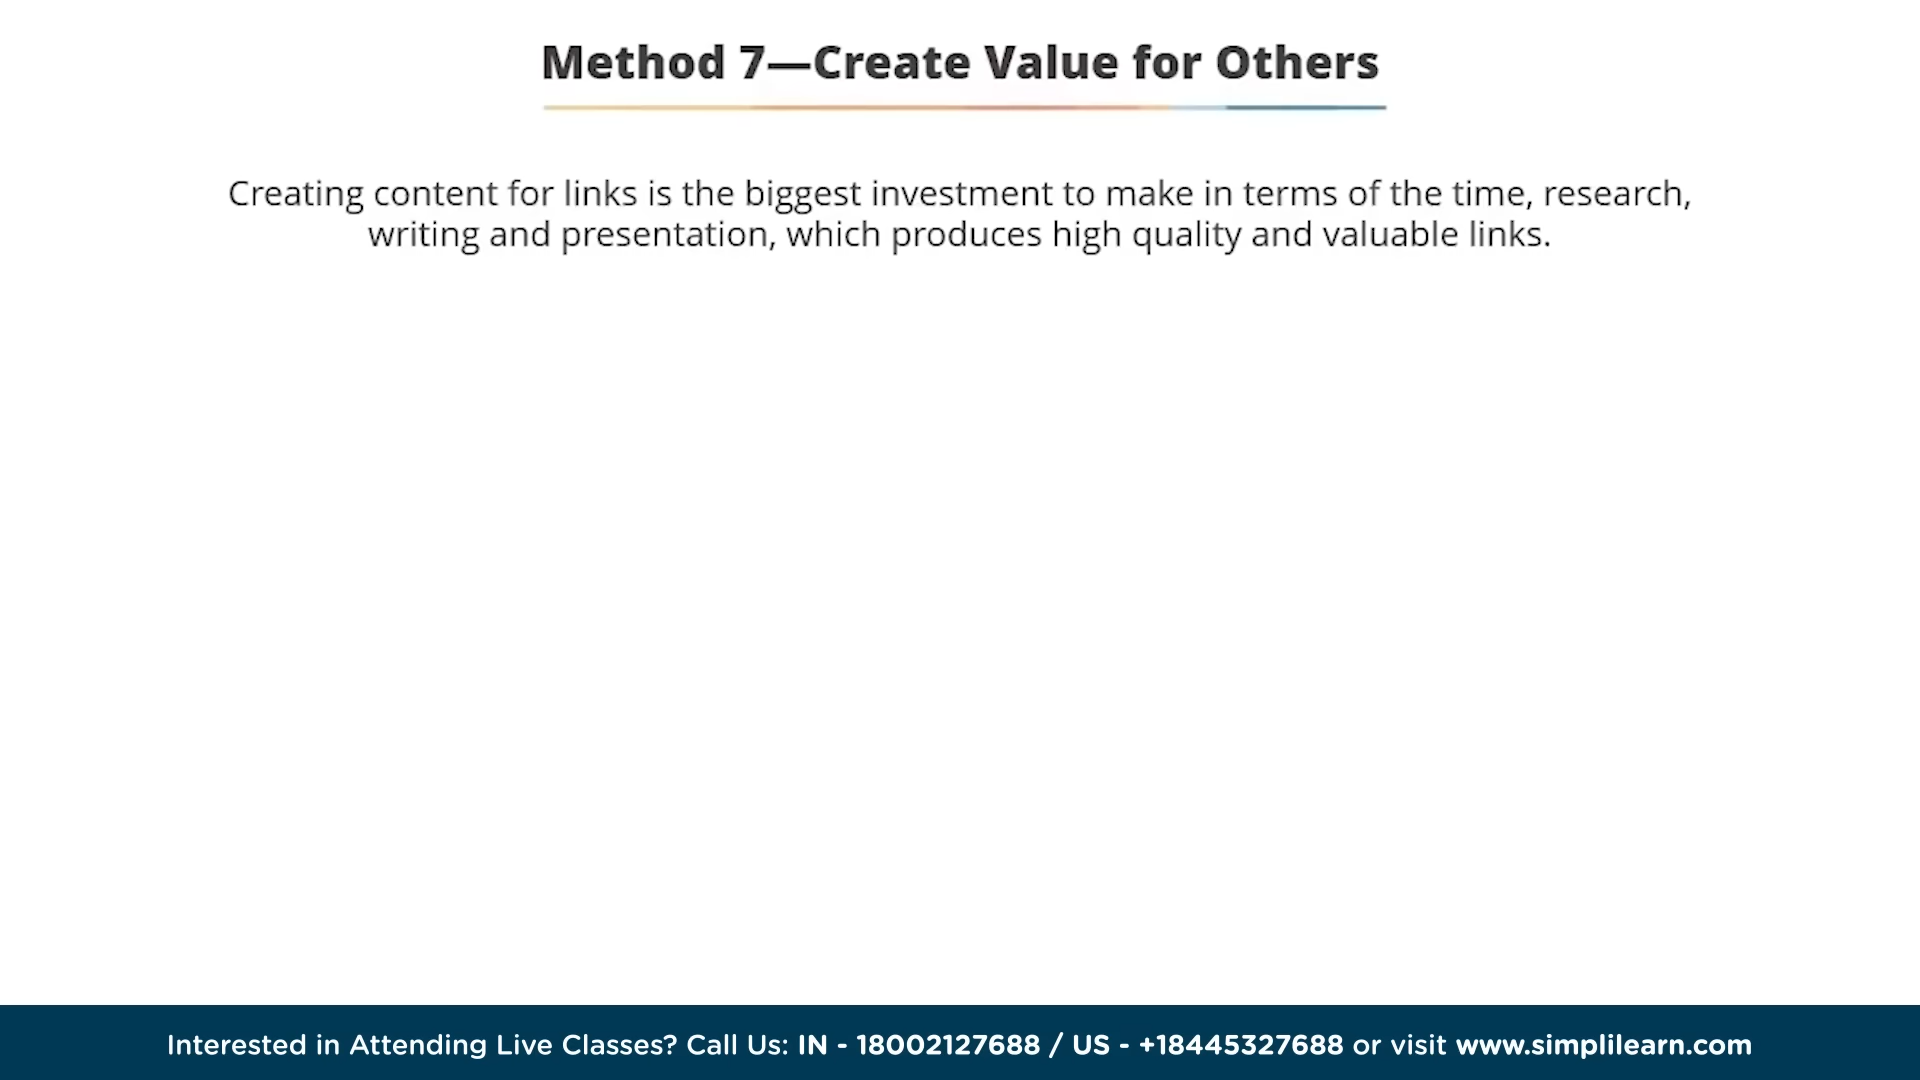 Method 7—Create Value for Others
Creating content for links is the biggest investment to make in terms of the time, research,
writing and presentation, which produces high quality and valuable links.
Interested in Attending Live Classes? Call Us: IN - 18002127688 / US - +18445327688 or visit www.simplilearn.com